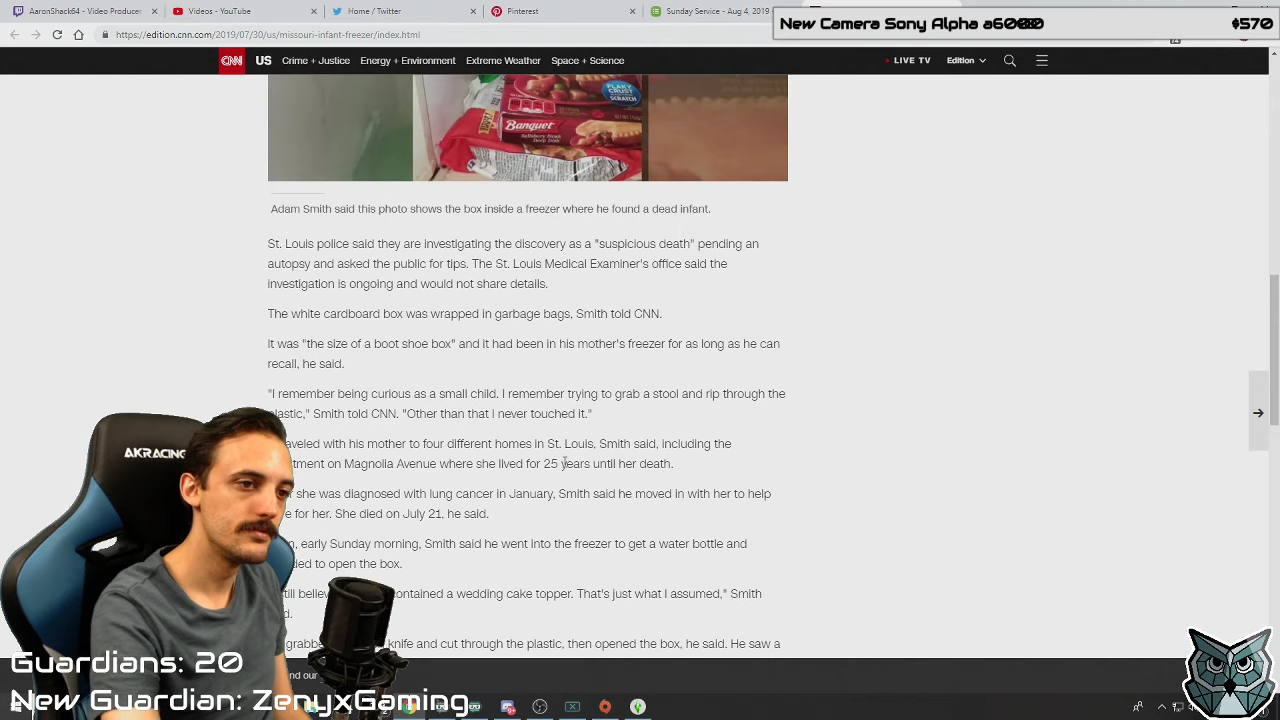 AaronShack64 - Video Produce
Videos - YouTube
Home / Twitter
Pinterest
Sunday Service - Aug 4, 2019
New Camera Sony Alpha a6000
$570
https://edition.cnn.com/2019/07/30/us/missouri-infant-freezer/index.html
CNN US Crime + Justice Energy + Environment Extreme Weather Space + Science LIVE TV Edition
FLAKY CRUST
SCRATCH
Banquet
Adam Smith said this photo shows the box inside a freezer where he found a dead infant.
St. Louis police said they are investigating the discovery as a "suspicious death" pending an
autopsy and asked the public for tips. The St. Louis Medical Examiner's office said the
investigation is ongoing and would not share details.
The white cardboard box was wrapped in garbage bags, Smith told CNN.
It was "the size of a boot shoe box" and it had been in his mother's freezer for as long as he can
recall, he said.
"I remember being curious as a small child. I remember trying to grab a stool and rip through the
plastic," Smith told CNN. "Other than that I never touched it."
aveled with his mother to four different homes in St. Louis, Smith said, including the
tment on Magnolia Avenue where she lived for 25 years until her death.
she was diagnosed with lung cancer in January, Smith said he moved in with her to help
e for her. She died on July 21, he said.
, early Sunday morning, Smith said he went into the freezer to get a water bottle and
ded to open the box.
till believ contained a wedding cake topper. That's just what I assumed," Smith
d.
grabbe knife and cut through the plastic, then opened the box, he said. He saw a
AKRACING
nd our
Guardians: 20
New Guardian: ZenyxGaming